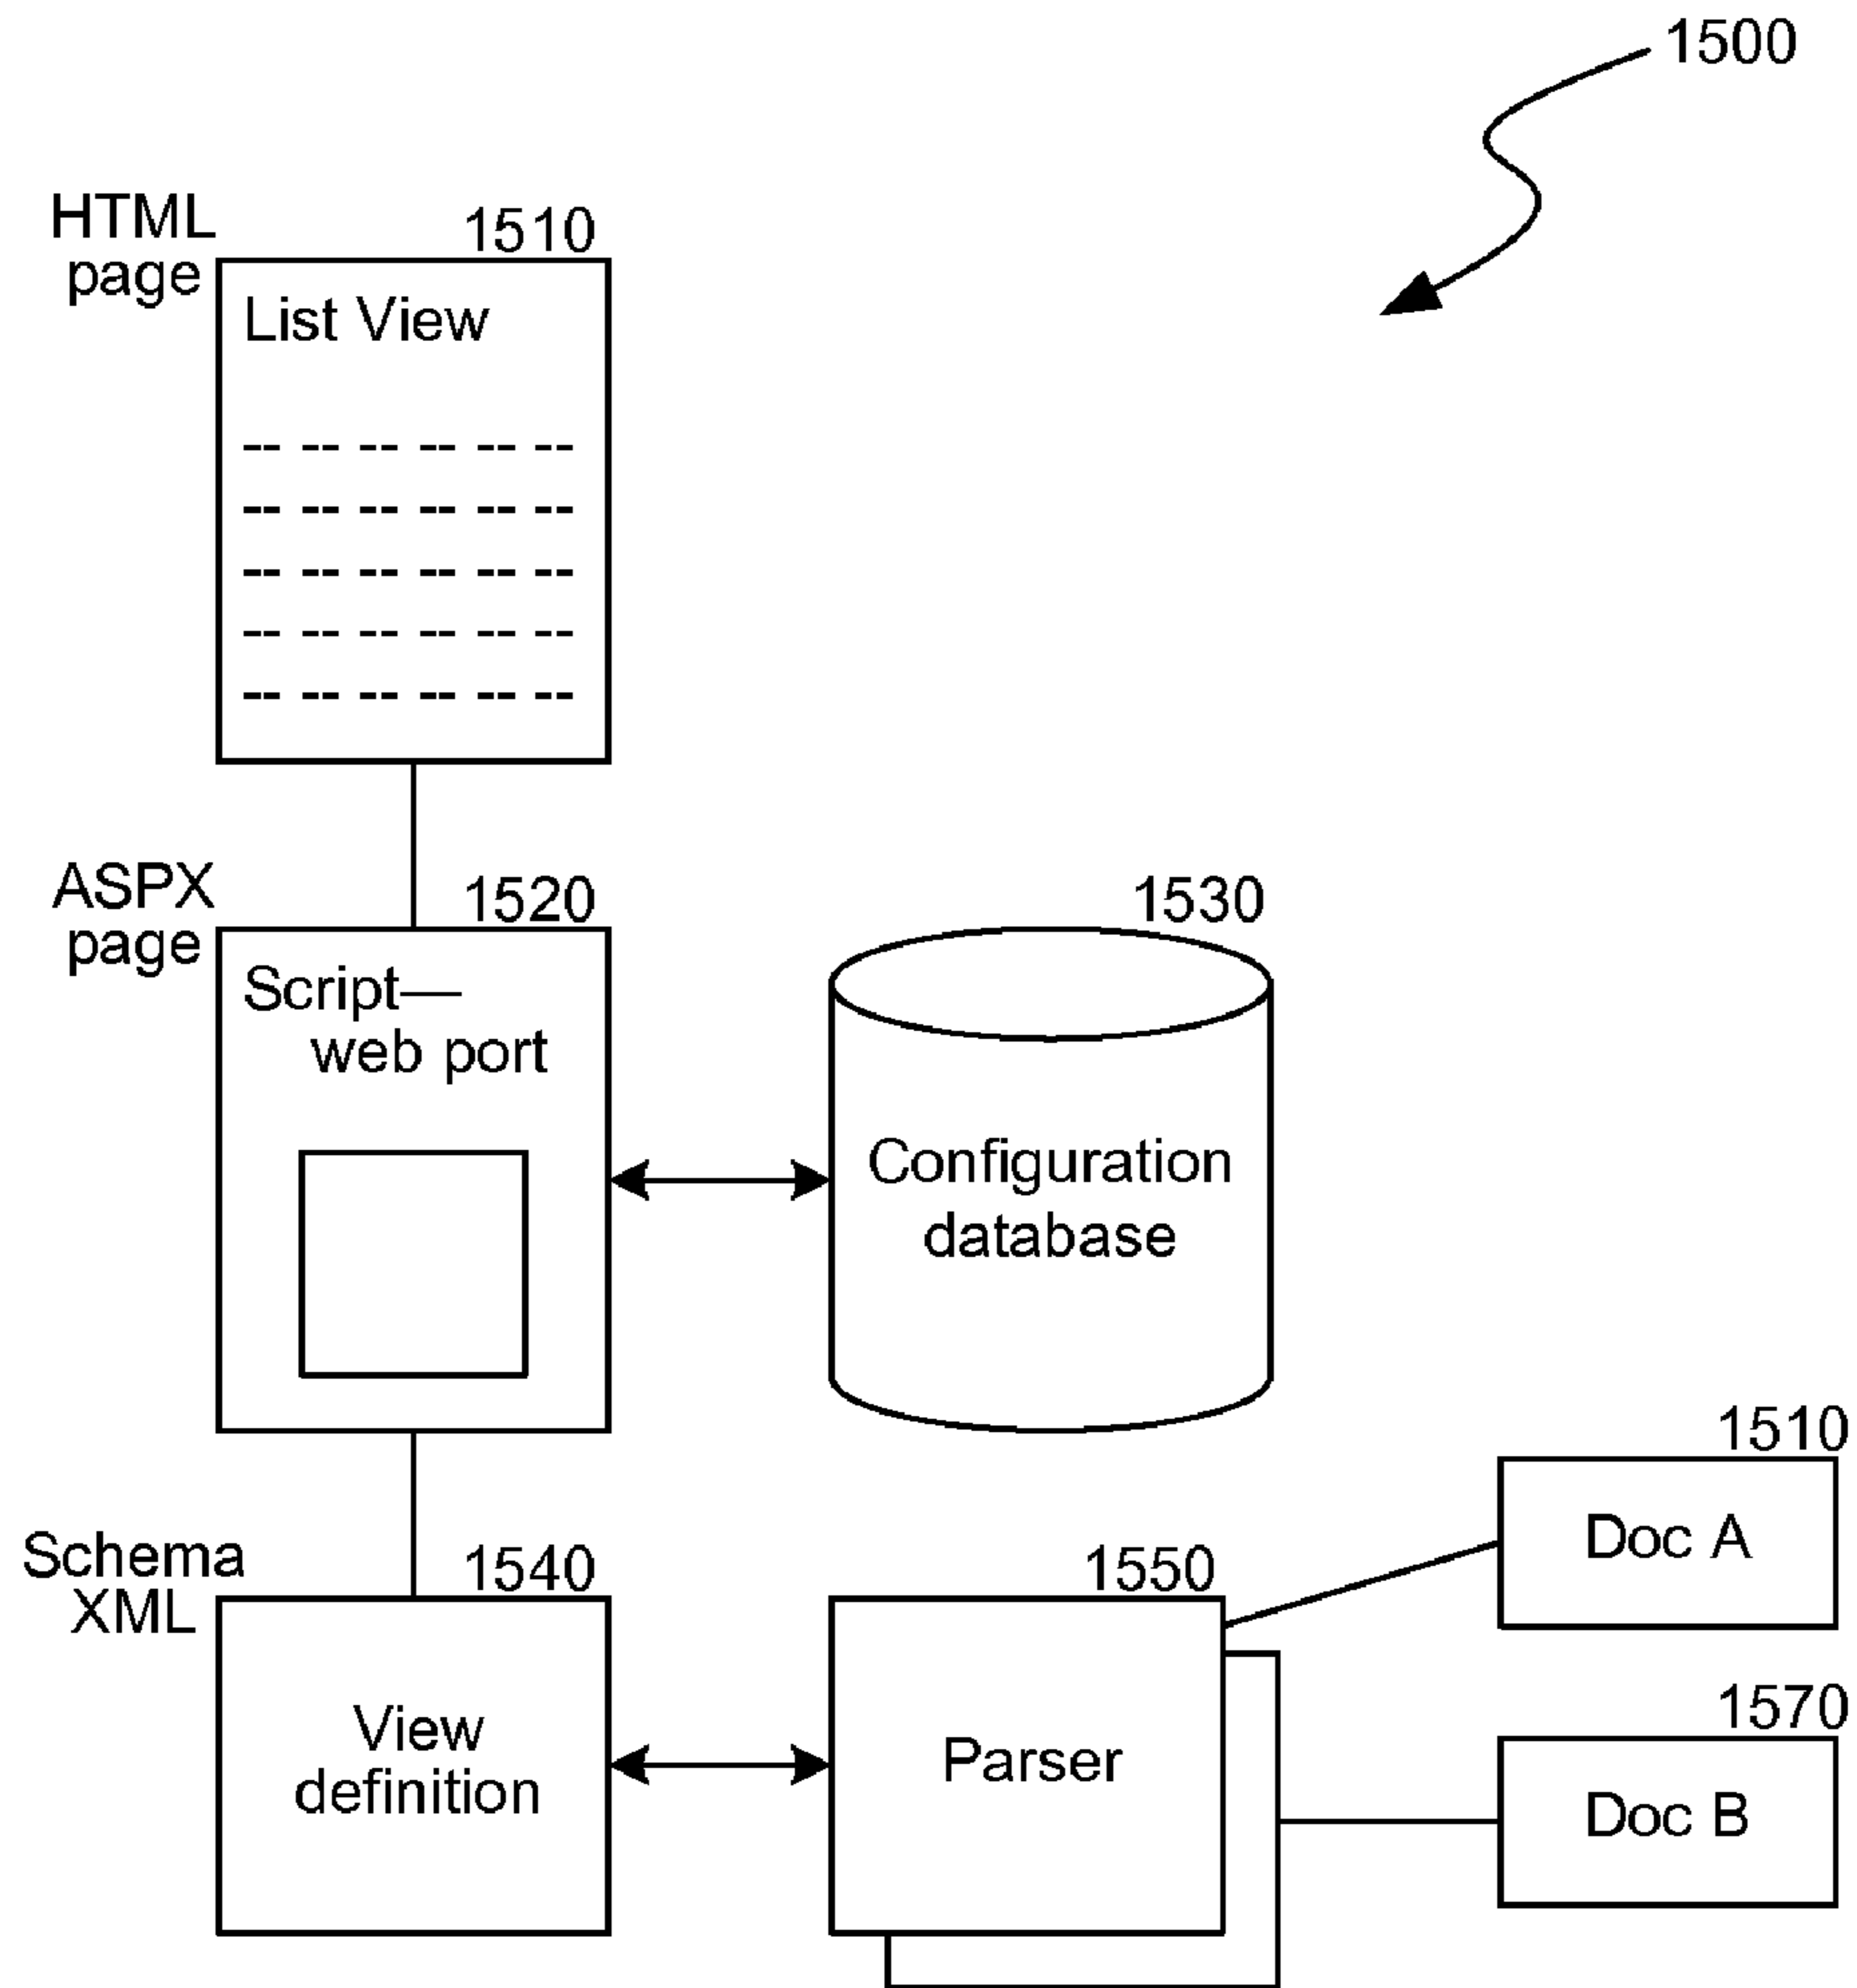 1500
HTML
page
1510
List View
ASPX
page
1520
Script—
web port
1530
Configuration
database
Schema
XML
1540
View
definition
1550
Parser
1510
Doc A
1570
Doc B